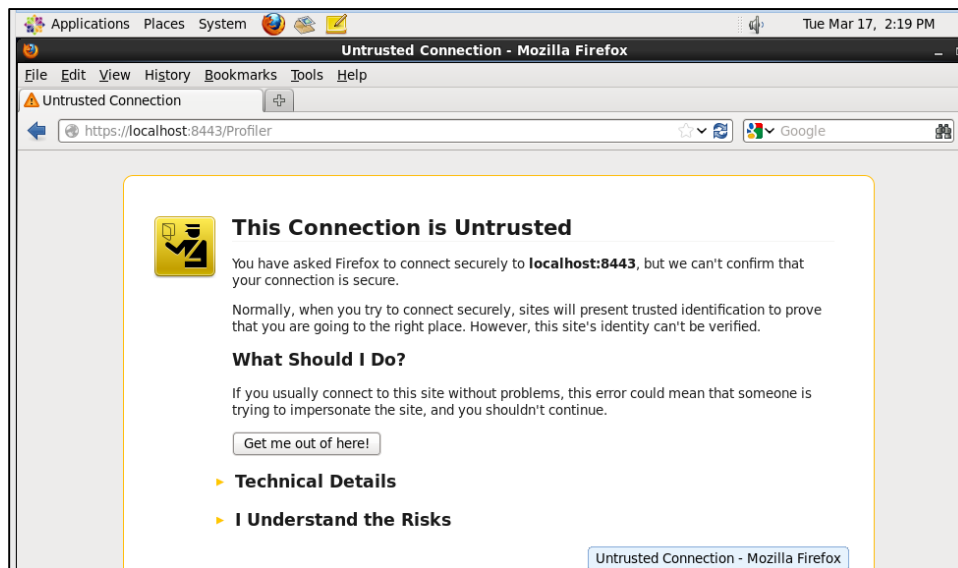 Applications Places System Tue Mar 17, 2:19 PM
Untrusted Connection - Mozilla Firefox
File Edit View History Bookmarks Tools Help
Untrusted Connection
https://localhost:8443/Profiler Google
This Connection is Untrusted
You have asked Firefox to connect securely to localhost:8443, but we can't confirm that
your connection is secure.
Normally, when you try to connect securely, sites will present trusted identification to prove
that you are going to the right place. However, this site's identity can't be verified.
What Should I Do?
If you usually connect to this site without problems, this error could mean that someone is
trying to impersonate the site, and you shouldn't continue.
Get me out of here!
Technical Details
I Understand the Risks
Untrusted Connection - Mozilla Firefox